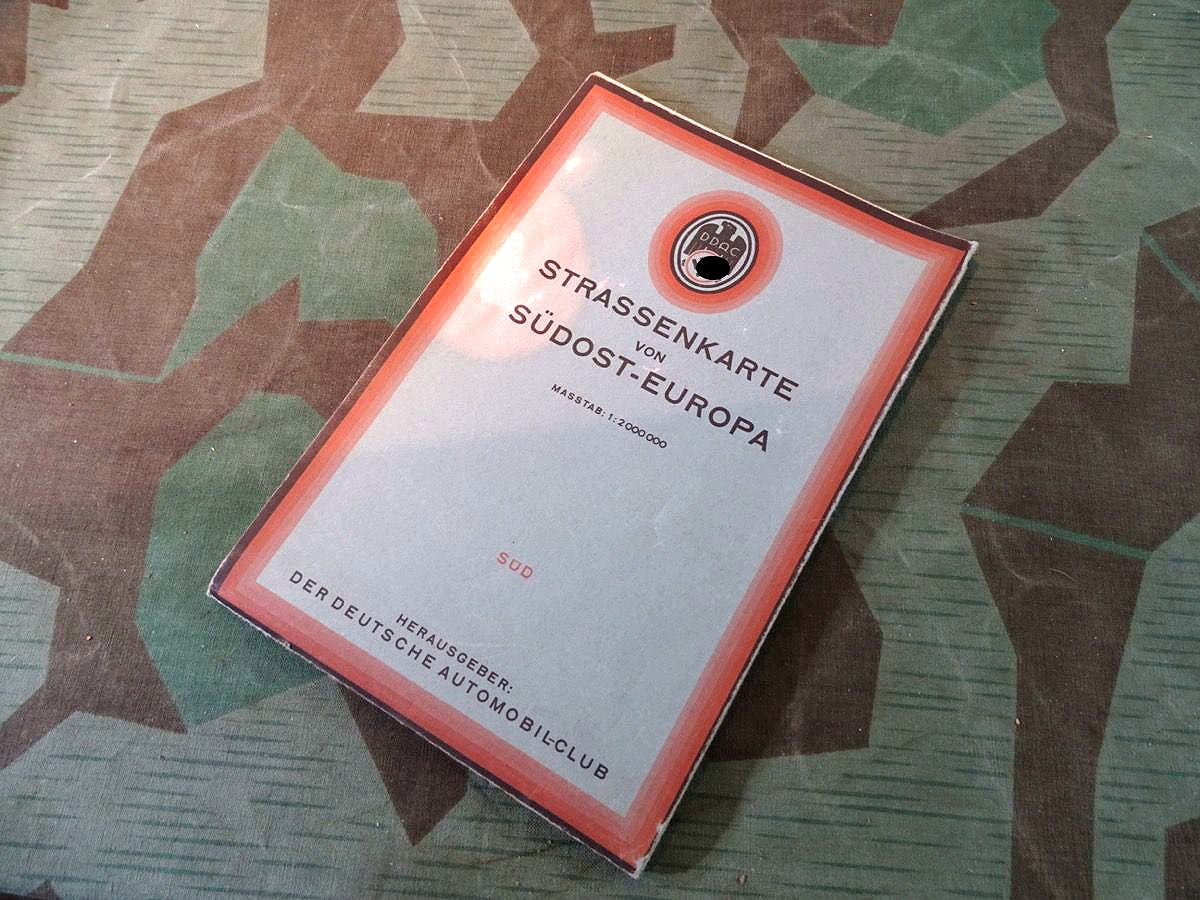 DDAC
STRASSENKARTE
VON
SÜDOST-EUROPA
MASSTAB: 1:2000000
SÜD
HERAUSGEBER:
DER DEUTSCHE AUTOMOBIL-CLUB